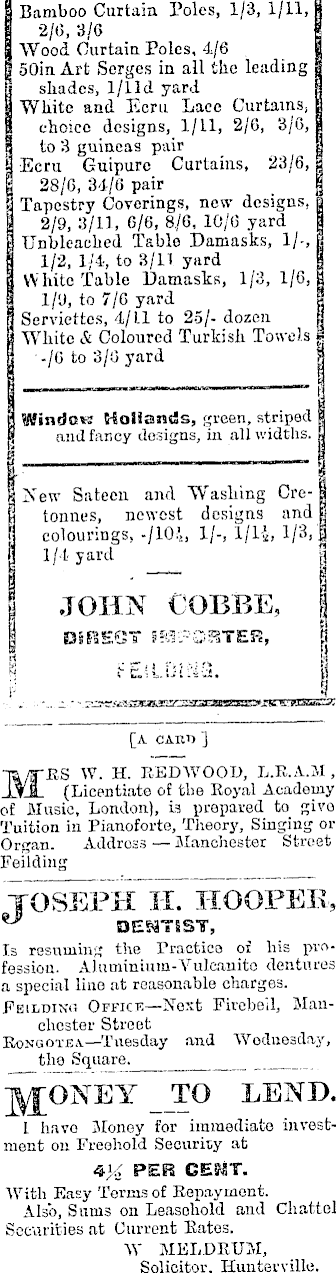 Bamboo Curtain Poles, 1/3, 1/11,
2/6, 3/6
Wood Curtain Poles, 4/6
50in Art Serges in all the leading
shades, 1/11d yard
White and Ecru Lace Curtains,
choice designs, 1/11, 2/6, 3/6,
to 3 guineas pair
Ecru Guipure Curtains, 23/6,
28/6, 34/6 pair
Tapestry Coverings, new designs,
2/9, 3/11, 6/6, 8/6, 10/6 yard
Unbleached Table Damasks, 1/-,
1/2, 1/4, to 3/11 yard
White Table Damasks, 1/3, 1/6,
1/9, to 7/6 yard
Serviettes, 4/11 to 25/- dozen
White & Coloured Turkish Towels
-/6 to 3/6 yard
Window Hollands, green, striped
and fancy designs, in all widths.
New Sateen and Washing Cre-
tonnes, newest designs and
colourings, -/10½, 1/-, 1/1½, 1/3,
1/4 yard
JOHN COBBE,
DIRECT IMPORTER,
FEILDING.
[A CARD]
MRS W. H. REDWOOD, L.R.A.M,
(Licentiate of the Royal Academy
of Music, London), is prepared to give
Tuition in Pianoforte, Theory, Singing or
Organ. Address — Manchester Street
Feilding
JOSEPH H. HOOPER,
DENTIST,
Is resuming the Practice of his pro-
fession. Aluminium-Vulcanite dentures
a special line at reasonable charges.
FEILDING OFFICE—Next Firebell, Man-
chester Street
RONGOTEA—Tuesday and Wednesday,
the Square.
MONEY TO LEND.
I have Money for immediate invest-
ment on Freehold Security at
4½ PER CENT.
With Easy Terms of Repayment.
Also, Sums on Leasehold and Chattel
Securities at Current Rates.
W MELDRUM,
Solicitor, Hunterville.